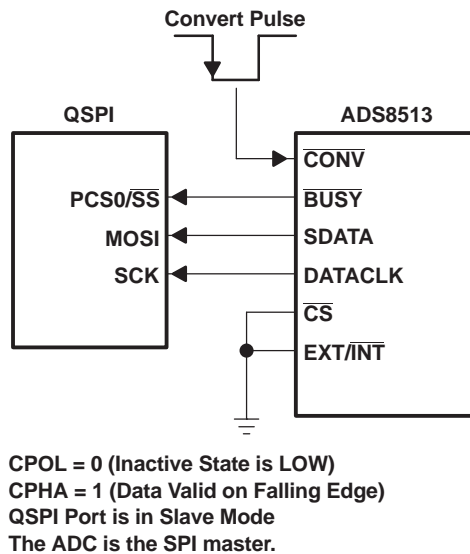 Convert Pulse
QSPI
ADS8513
CONV
PCS0/SS
BUSY
MOSI
SDATA
SCK
DATACLK
CS
EXT/INT
CPOL = 0 (Inactive State is LOW)
CPHA = 1 (Data Valid on Falling Edge)
QSPI Port is in Slave Mode
The ADC is the SPI master.